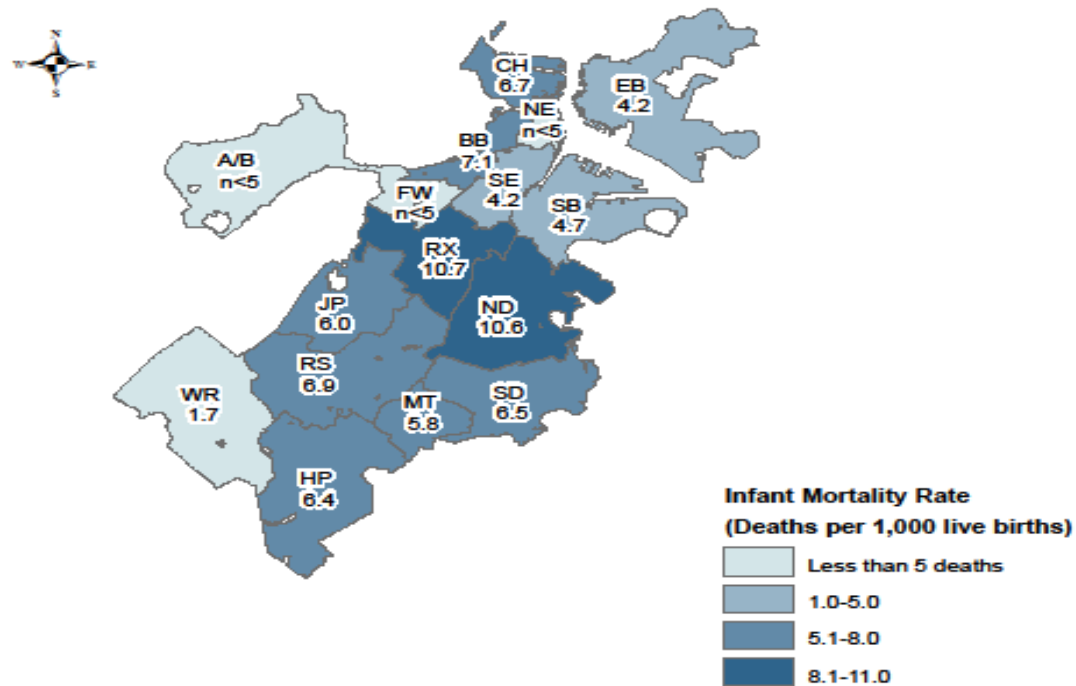 N
W E
S
CH
6.7
EB
4.2
NE
n<5
BB
7.1
A/B
n<5
SE
4.2
FW
n<5
SB
4.7
RX
10.7
ND
10.6
JP
6.0
RS
6.9
WR
1.7
MT
5.8
SD
6.5
HP
6.4
Infant Mortality Rate
(Deaths per 1,000 live births)
Less than 5 deaths
1.0-5.0
5.1-8.0
8.1-11.0